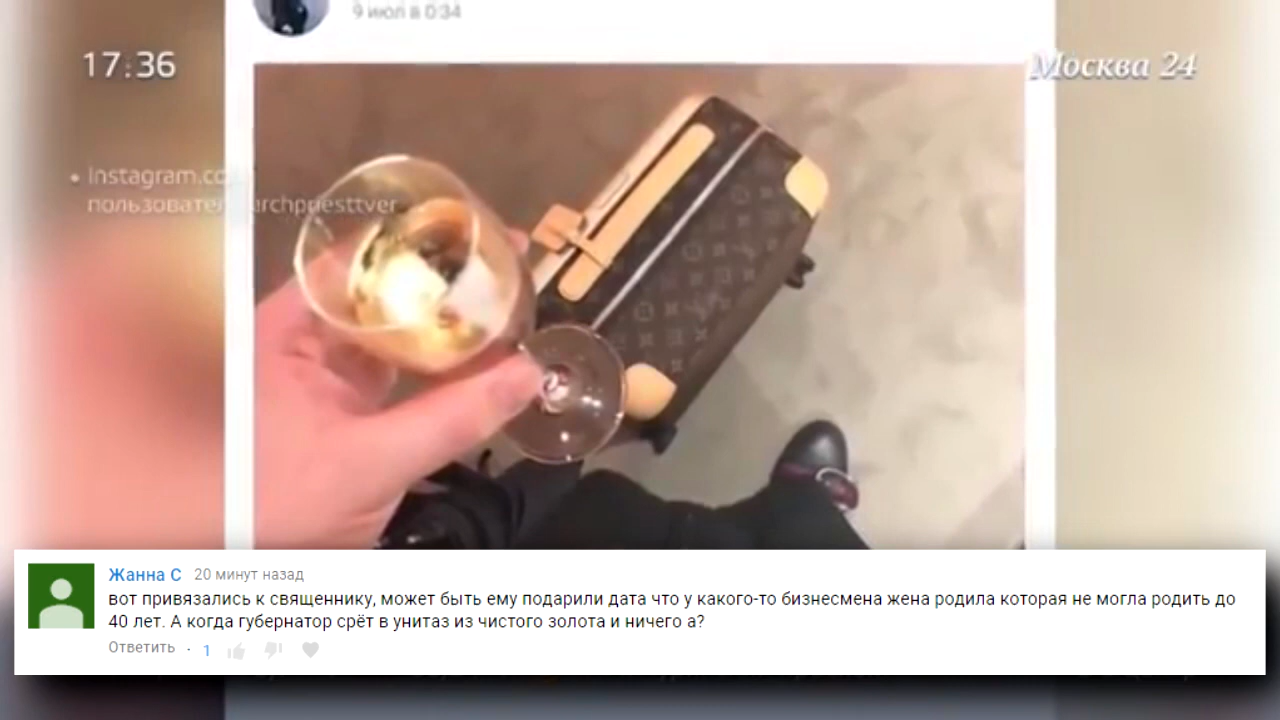 9 июл в 0:34
17:36
Москва 24
• Instagram.co
пользовате archpriesttver
Жанна С 20 минут назад
вот привязались к священнику, может быть ему подарили дата что у какого-то бизнесмена жена родила которая не могла родить до
40 лет. А когда губернатор срёт в унитаз из чистого золота и ничего а?
Ответить · 1